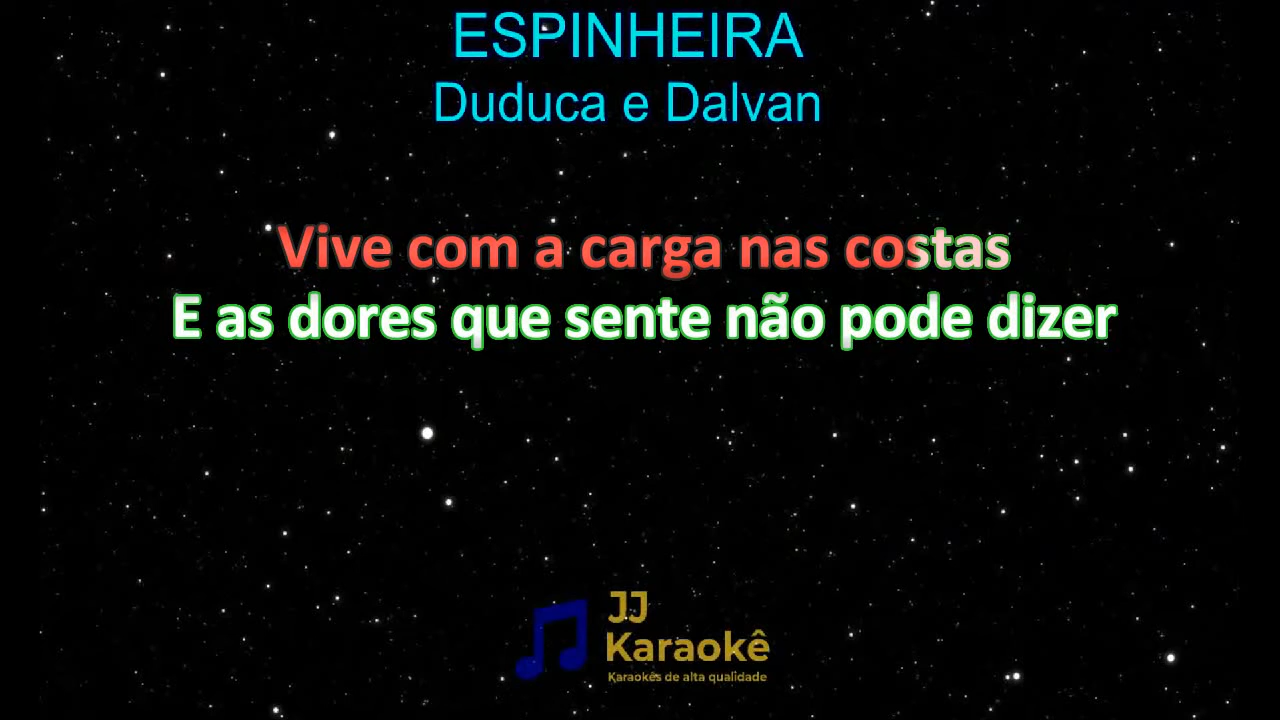 ESPINHEIRA
Duduca e Dalvan
Vive com a carga nas costas
E as dores que sente não pode dizer
JJ
Karaokê
Karaokês de alta qualidade